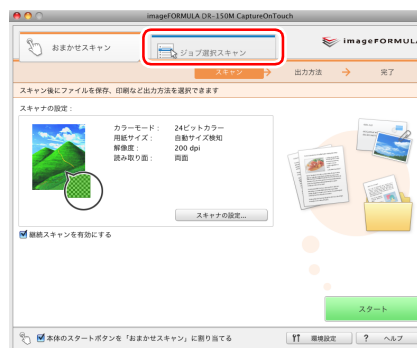 imageFORMULA DR-150M CaptureOnTouch
おまかせスキャン
ジョブ選択スキャン
imageFORMULA
スキャン
出力方法
完了
スキャン後にファイルを保存、印刷など出力方法を選択できます
スキャナの設定：
カラーモード： 24ビットカラー
用紙サイズ： 自動サイズ検知
解像度： 200 dpi
読み取り面： 両面
スキャナの設定...
継続スキャンを有効にする
スタート
本体のスタートボタンを「おまかせスキャン」に割り当てる
環境設定
? ヘルプ